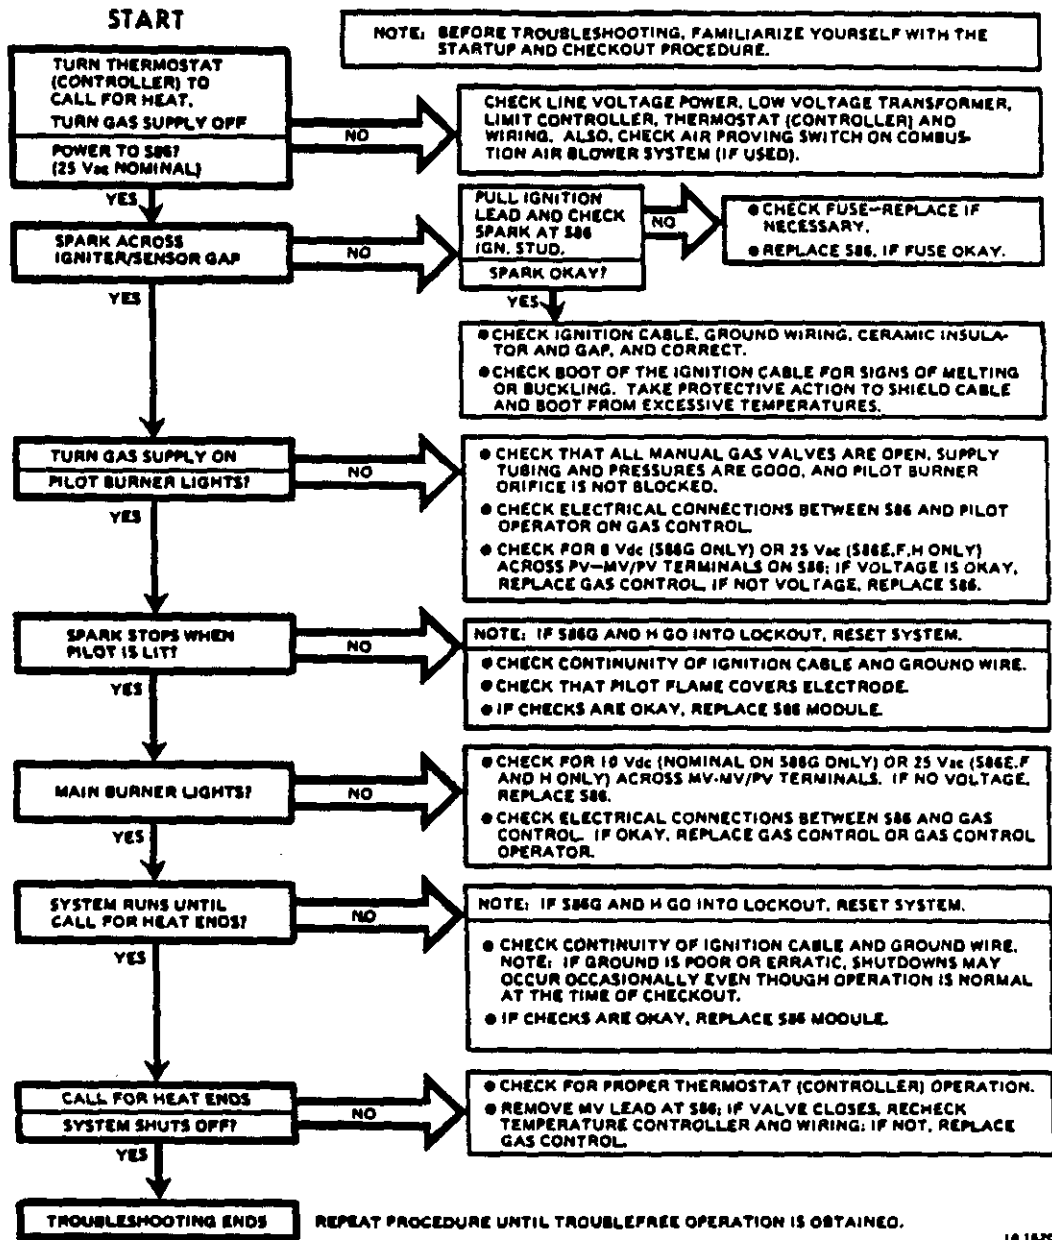 START
NOTE: BEFORE TROUBLESHOOTING, FAMILIARIZE YOURSELF WITH THE
STARTUP AND CHECKOUT PROCEDURE.
TURN THERMOSTAT
(CONTROLLER) TO
CALL FOR HEAT.
TURN GAS SUPPLY OFF
POWER TO S86?
(25 Vac NOMINAL)
NO
CHECK LINE VOLTAGE POWER, LOW VOLTAGE TRANSFORMER,
LIMIT CONTROLLER, THERMOSTAT (CONTROLLER) AND
WIRING. ALSO, CHECK AIR PROVING SWITCH ON COMBUS-
TION AIR BLOWER SYSTEM (IF USED).
YES
SPARK ACROSS
IGNITER/SENSOR GAP
NO
PULL IGNITION
LEAD AND CHECK
SPARK AT S86
IGN. STUD.
SPARK OKAY?
NO
● CHECK FUSE—REPLACE IF
NECESSARY.
● REPLACE S86, IF FUSE OKAY.
YES
YES
● CHECK IGNITION CABLE, GROUND WIRING, CERAMIC INSULA-
TOR AND GAP, AND CORRECT.
● CHECK BOOT OF THE IGNITION CABLE FOR SIGNS OF MELTING
OR BUCKLING. TAKE PROTECTIVE ACTION TO SHIELD CABLE
AND BOOT FROM EXCESSIVE TEMPERATURES.
TURN GAS SUPPLY ON
PILOT BURNER LIGHTS?
NO
● CHECK THAT ALL MANUAL GAS VALVES ARE OPEN, SUPPLY
TUBING AND PRESSURES ARE GOOD, AND PILOT BURNER
ORIFICE IS NOT BLOCKED.
● CHECK ELECTRICAL CONNECTIONS BETWEEN S86 AND PILOT
OPERATOR ON GAS CONTROL.
● CHECK FOR 8 Vdc (S86G ONLY) OR 25 Vac (S86E,F,H ONLY)
ACROSS PV—MV/PV TERMINALS ON S86; IF VOLTAGE IS OKAY,
REPLACE GAS CONTROL, IF NOT VOLTAGE, REPLACE S86.
YES
SPARK STOPS WHEN
PILOT IS LIT?
NO
NOTE: IF S86G AND H GO INTO LOCKOUT, RESET SYSTEM.
● CHECK CONTINUNITY OF IGNITION CABLE AND GROUND WIRE.
● CHECK THAT PILOT FLAME COVERS ELECTRODE.
● IF CHECKS ARE OKAY, REPLACE S86 MODULE.
YES
MAIN BURNER LIGHTS?
NO
● CHECK FOR 10 Vdc (NOMINAL ON S86G ONLY) OR 25 Vac (S86E,F
AND H ONLY) ACROSS MV-MV/PV TERMINALS. IF NO VOLTAGE,
REPLACE S86.
● CHECK ELECTRICAL CONNECTIONS BETWEEN S86 AND GAS
CONTROL. IF OKAY, REPLACE GAS CONTROL OR GAS CONTROL
OPERATOR.
YES
SYSTEM RUNS UNTIL
CALL FOR HEAT ENDS?
NO
NOTE: IF S86G AND H GO INTO LOCKOUT, RESET SYSTEM.
● CHECK CONTINUITY OF IGNITION CABLE AND GROUND WIRE.
NOTE: IF GROUND IS POOR OR ERRATIC, SHUTDOWNS MAY
OCCUR OCCASIONALLY EVEN THOUGH OPERATION IS NORMAL
AT THE TIME OF CHECKOUT.
● IF CHECKS ARE OKAY, REPLACE S86 MODULE.
YES
CALL FOR HEAT ENDS
SYSTEM SHUTS OFF?
NO
● CHECK FOR PROPER THERMOSTAT (CONTROLLER) OPERATION.
● REMOVE MV LEAD AT S86; IF VALVE CLOSES, RECHECK
TEMPERATURE CONTROLLER AND WIRING; IF NOT, REPLACE
GAS CONTROL.
YES
TROUBLESHOOTING ENDS
REPEAT PROCEDURE UNTIL TROUBLEFREE OPERATION IS OBTAINED.